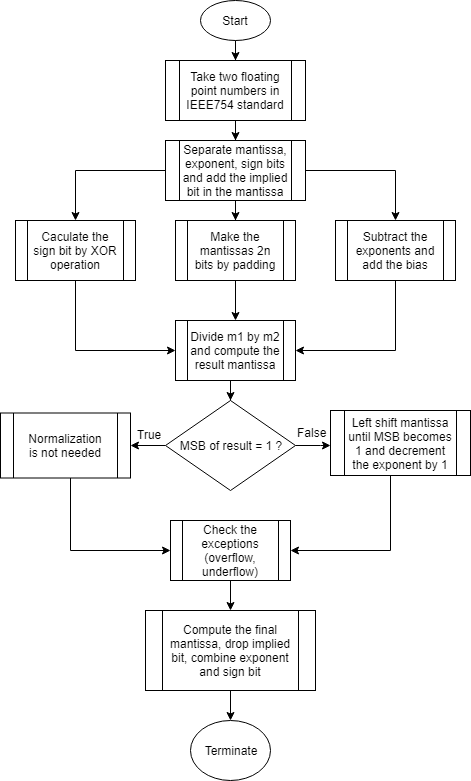 Start
Take two floating
point numbers in
IEEE754 standard
Separate mantissa,
exponent, sign bits
and add the implied
bit in the mantissa
Caculate the
sign bit by XOR
operation
Make the
mantissas 2n
bits by padding
Subtract the
exponents and
add the bias
Divide m1 by m2
and compute the
result mantissa
MSB of result = 1 ?
True
False
Normalization
is not needed
Left shift mantissa
until MSB becomes
1 and decrement
the exponent by 1
Check the
exceptions
(overflow,
underflow)
Compute the final
mantissa, drop implied
bit, combine exponent
and sign bit
Terminate